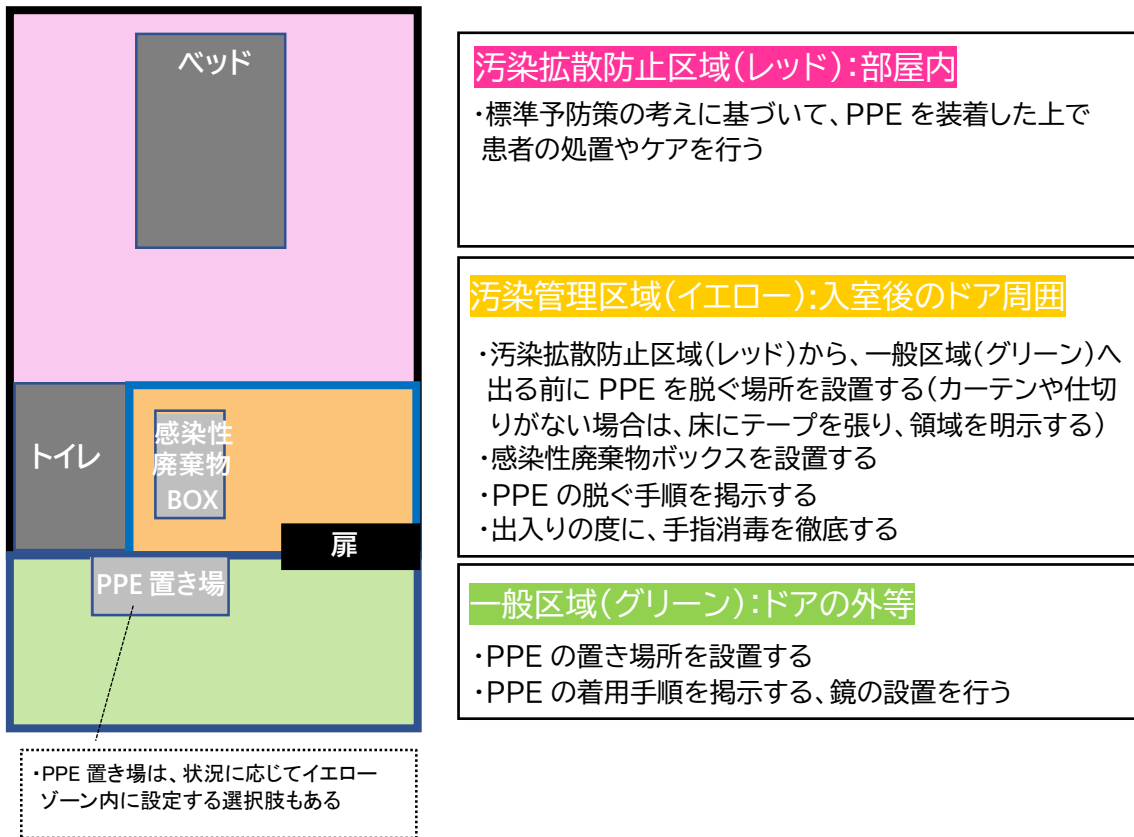 ベッド
トイレ
感染性
廃棄物
BOX
扉
PPE 置き場
・PPE 置き場は、状況に応じてイエロー
ゾーン内に設定する選択肢もある
汚染拡散防止区域(レッド):部屋内
・標準予防策の考えに基づいて、PPE を装着した上で
患者の処置やケアを行う
汚染管理区域(イエロー):入室後のドア周囲
・汚染拡散防止区域(レッド)から、一般区域(グリーン)へ
出る前に PPE を脱ぐ場所を設置する(カーテンや仕切
りがない場合は、床にテープを張り、領域を明示する)
・感染性廃棄物ボックスを設置する
・PPE の脱ぐ手順を掲示する
・出入りの度に、手指消毒を徹底する
一般区域(グリーン):ドアの外等
・PPE の置き場所を設置する
・PPE の着用手順を掲示する、鏡の設置を行う